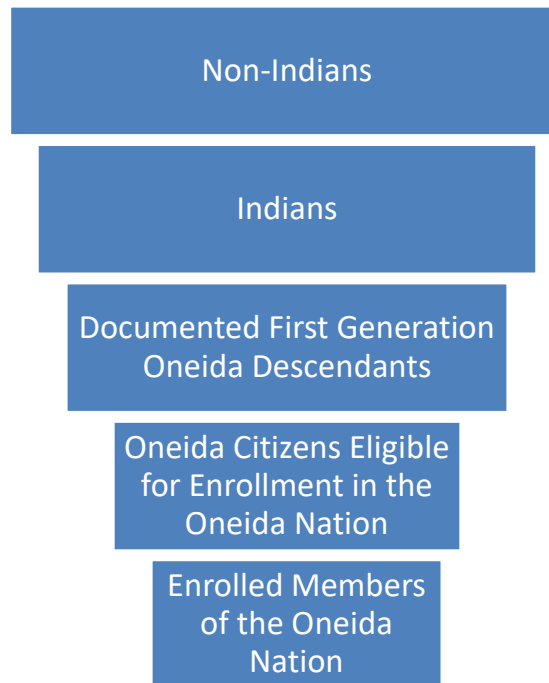 Non-Indians
Indians
Documented First Generation
Oneida Descendants
Oneida Citizens Eligible
for Enrollment in the
Oneida Nation
Enrolled Members
of the Oneida
Nation